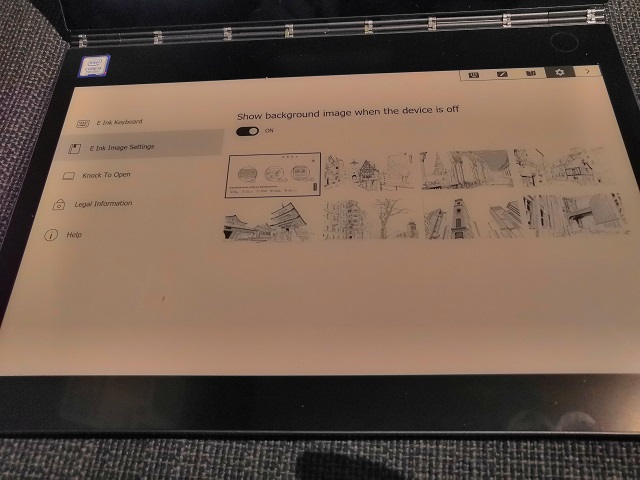 Show background image when the device is off
ON
E Ink Keyboard
E Ink Image Settings
Knock To Open
Legal Information
Help